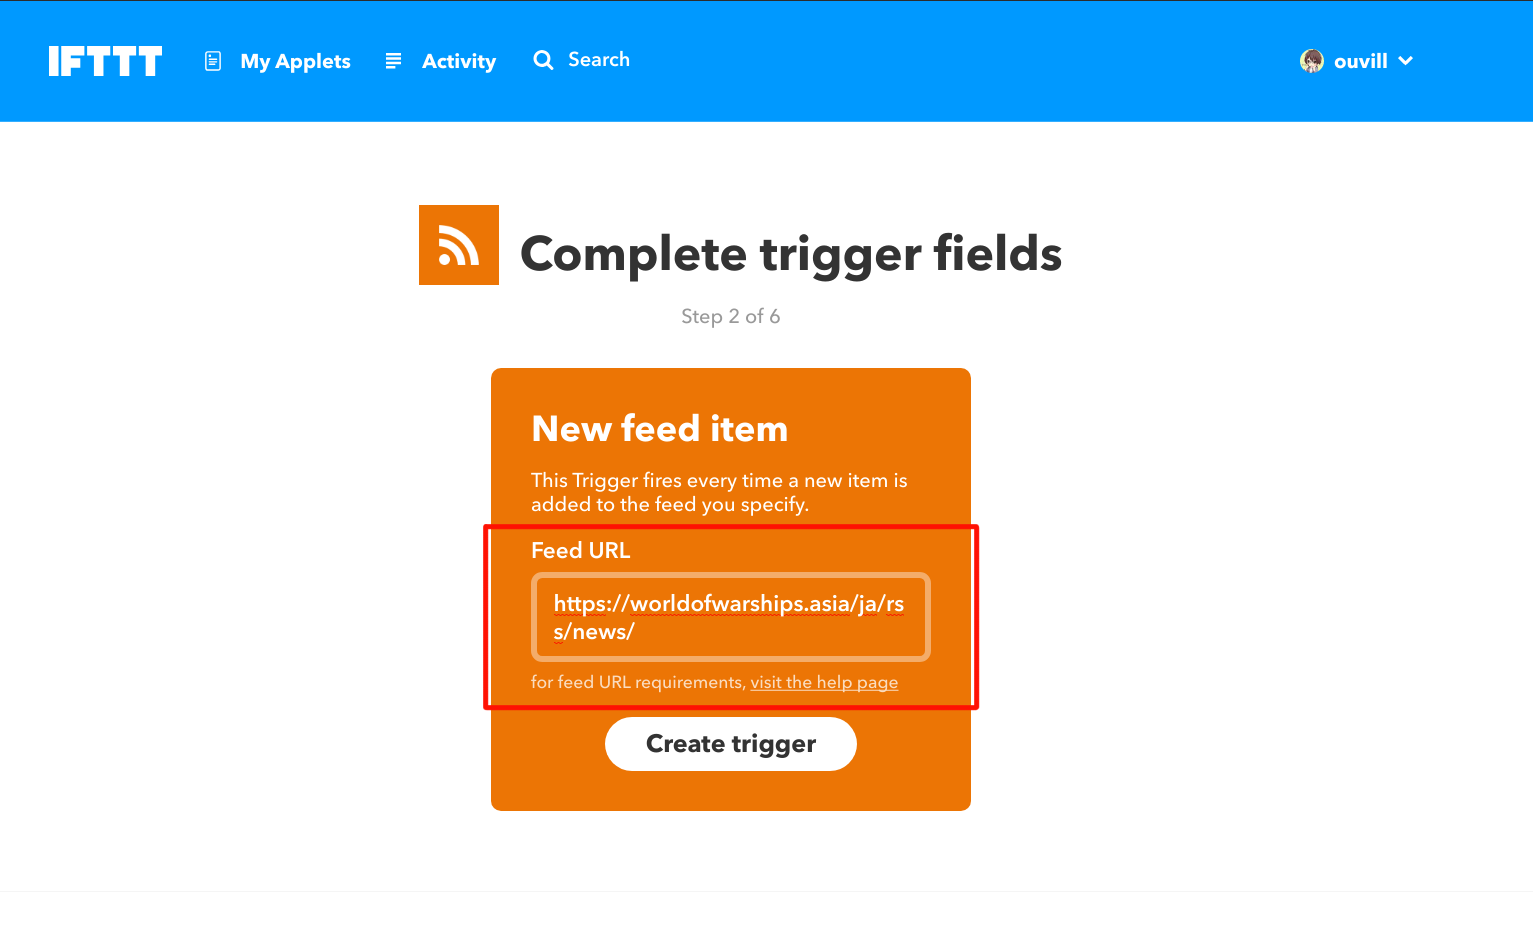 IFTTT My Applets Activity Search ouvill
Complete trigger fields
Step 2 of 6
New feed item
This Trigger fires every time a new item is
added to the feed you specify.
Feed URL
https://worldofwarships.asia/ja/rs
s/news/
for feed URL requirements, visit the help page
Create trigger